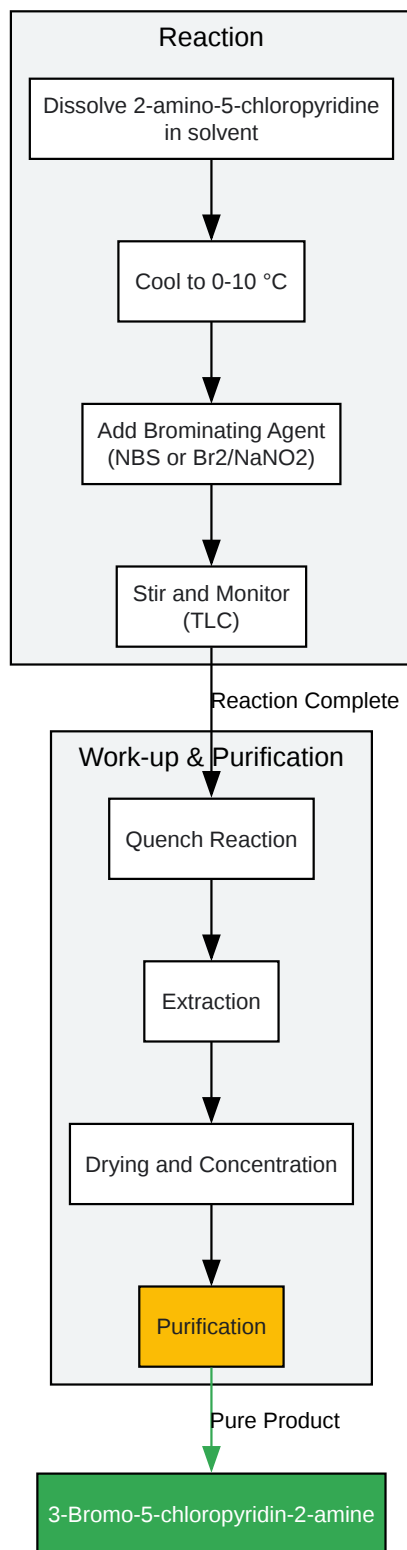 Reaction
Dissolve 2-amino-5-chloropyridine
in solvent
Cool to 0-10 °C
Add Brominating Agent
(NBS or Br2/NaNO2)
Stir and Monitor
(TLC)
Reaction Complete
Work-up & Purification
Quench Reaction
Extraction
Drying and Concentration
Purification
Pure Product
3-Bromo-5-chloropyridin-2-amine